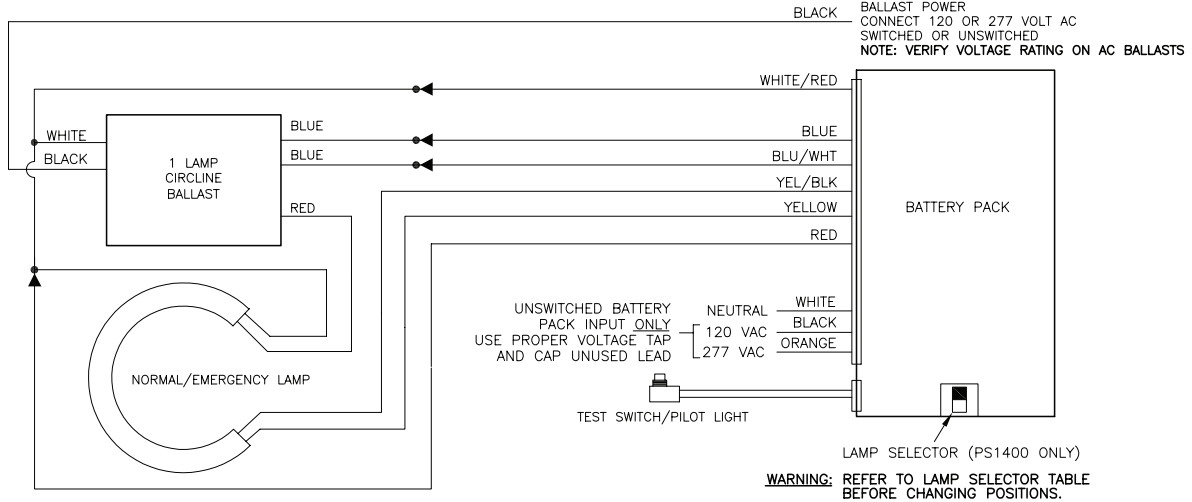 BLACK
BALLAST POWER
CONNECT 120 OR 277 VOLT AC
SWITCHED OR UNSWITCHED
NOTE: VERIFY VOLTAGE RATING ON AC BALLASTS
WHITE/RED
WHITE
BLACK
1 LAMP
CIRCLINE
BALLAST
BLUE
BLUE
RED
BLUE
BLU/WHT
YEL/BLK
YELLOW
RED
BATTERY PACK
UNSWITCHED BATTERY
PACK INPUT ONLY
USE PROPER VOLTAGE TAP
AND CAP UNUSED LEAD
NEUTRAL
120 VAC
277 VAC
WHITE
BLACK
ORANGE
NORMAL/EMERGENCY LAMP
TEST SWITCH/PILOT LIGHT
LAMP SELECTOR (PS1400 ONLY)
WARNING: REFER TO LAMP SELECTOR TABLE
BEFORE CHANGING POSITIONS.